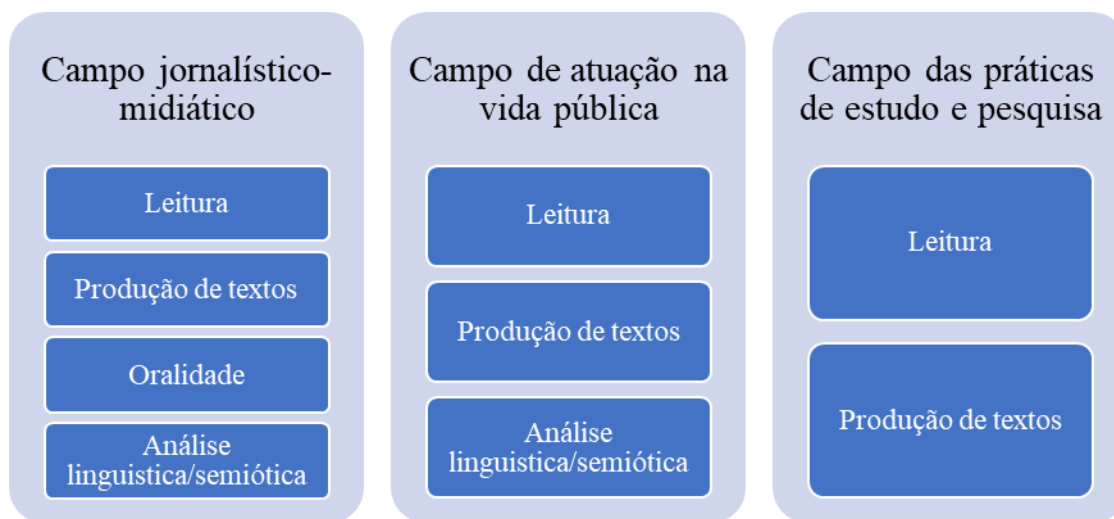 Campo jornalístico-
midiático
Leitura
Produção de textos
Oralidade
Análise
linguistica/semiótica
Campo de atuação na
vida pública
Leitura
Produção de textos
Análise
linguistica/semiótica
Campo das práticas
de estudo e pesquisa
Leitura
Produção de textos